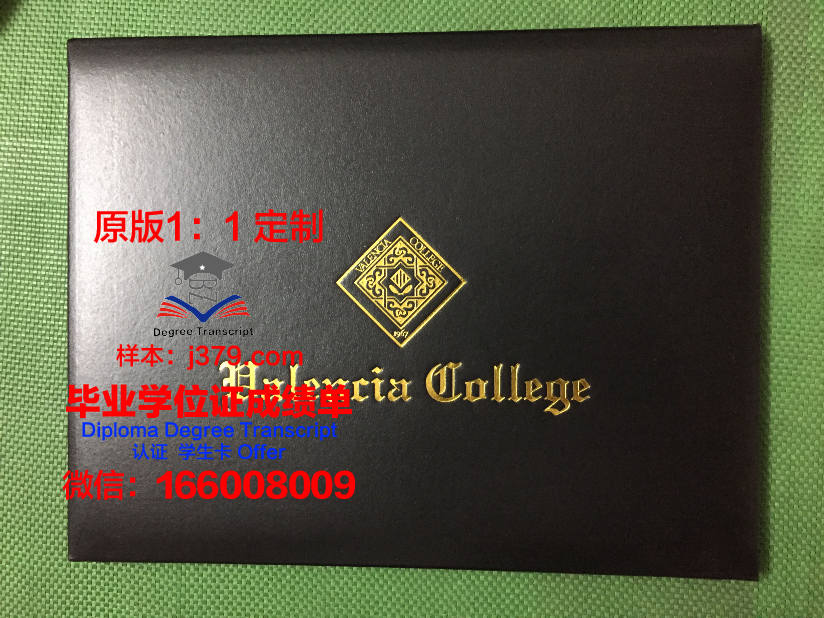 VALENCIA COLLEGE
1967
Valencia College
原版1：1 定制
Degree Transcript
样本：j379.com
毕业学位证成绩单
Diploma Degree Transcript
认证 学生卡 Offer
微信：166008009